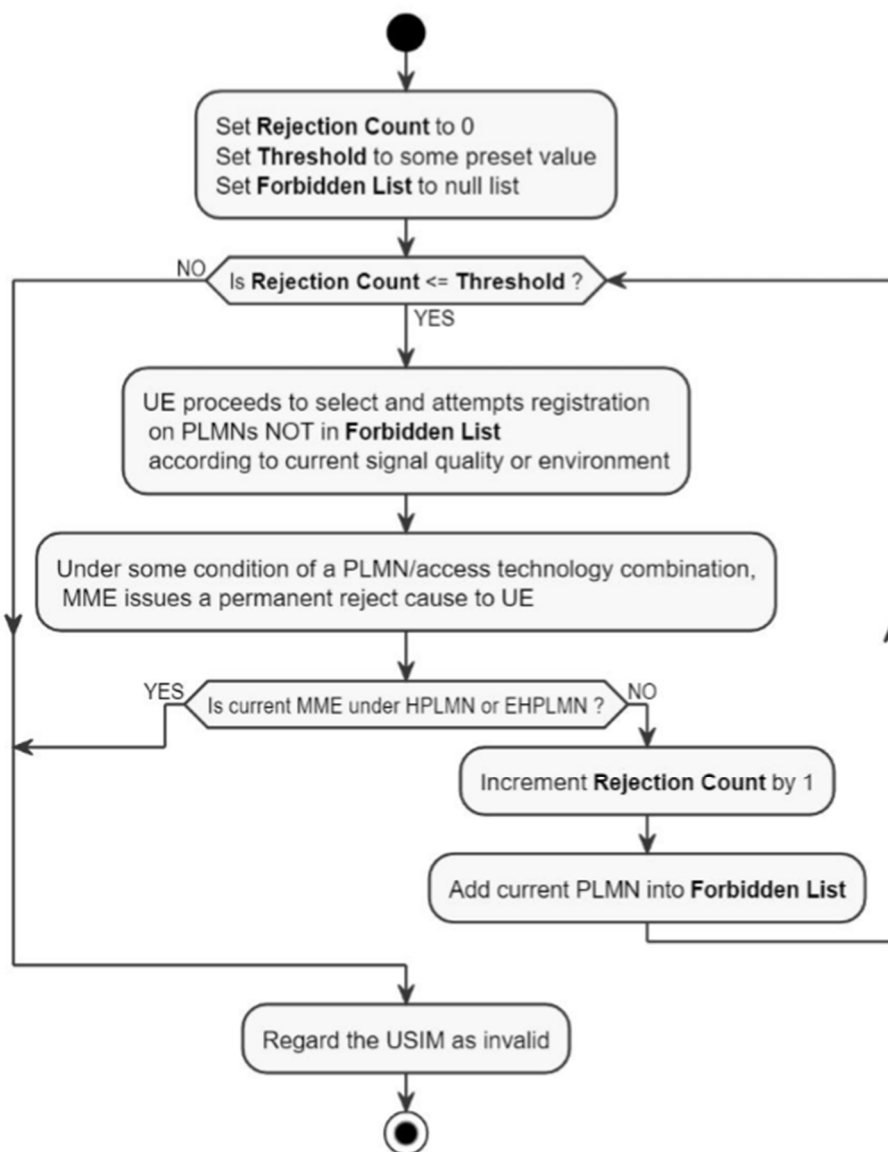 Set Rejection Count to 0
Set Threshold to some preset value
Set Forbidden List to null list
NO
Is Rejection Count <= Threshold ?
YES
UE proceeds to select and attempts registration
on PLMNs NOT in Forbidden List
according to current signal quality or environment
Under some condition of a PLMN/access technology combination,
MME issues a permanent reject cause to UE
YES
Is current MME under HPLMN or EHPLMN ?
NO
Increment Rejection Count by 1
Add current PLMN into Forbidden List
Regard the USIM as invalid